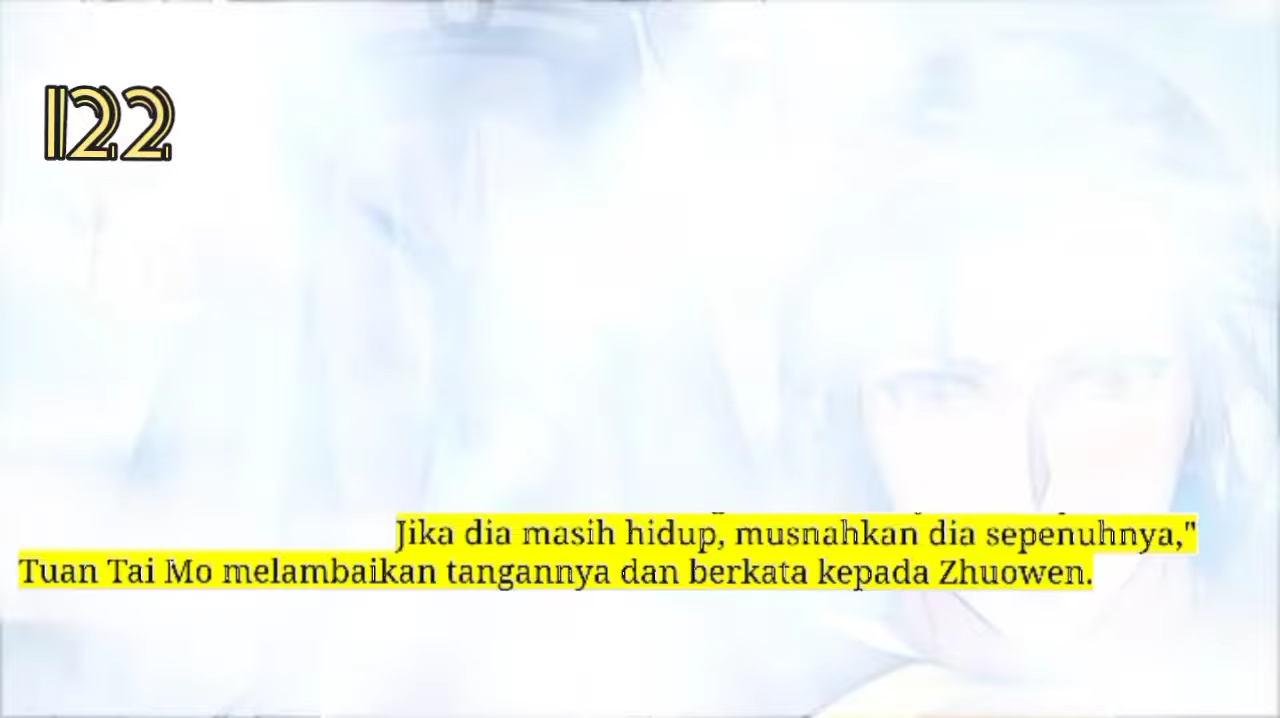 122
Jika dia masih hidup, musnahkan dia sepenuhnya,"
Tuan Tai Mo melambaikan tangannya dan berkata kepada Zhuowen.